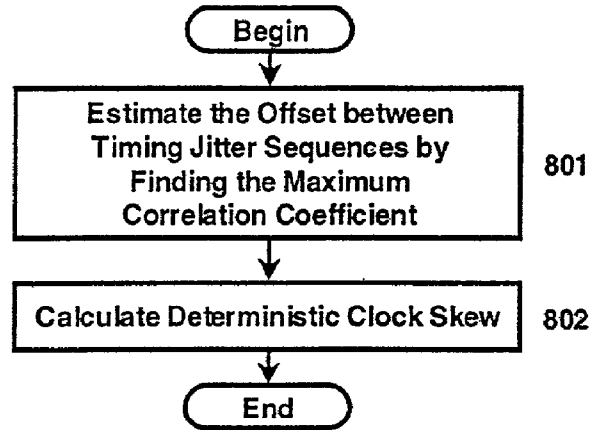 Begin
Estimate the Offset between
Timing Jitter Sequences by
Finding the Maximum
Correlation Coefficient
801
Calculate Deterministic Clock Skew
802
End